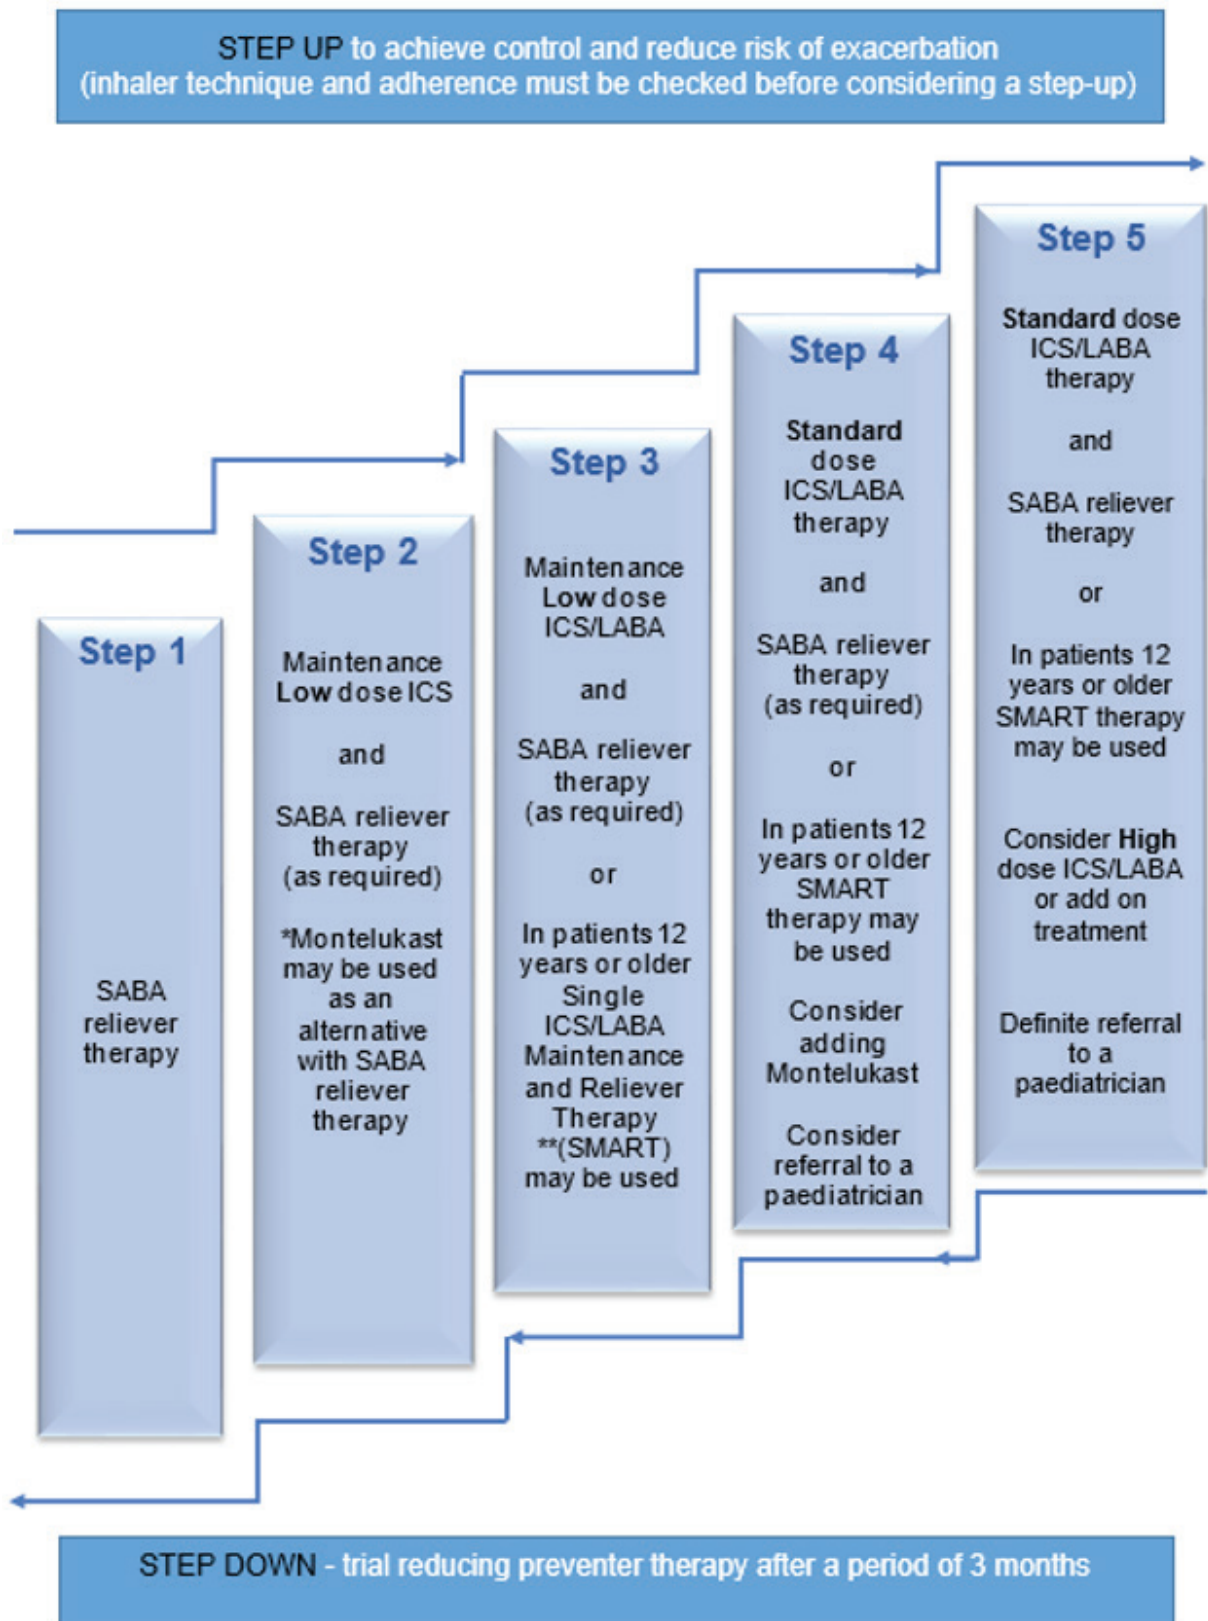 STEP UP to achieve control and reduce risk of exacerbation
(inhaler technique and adherence must be checked before considering a step-up)
Step 1
SABA
reliever
therapy
Step 2
Maintenance
Low dose ICS
and
SABA reliever
therapy
(as required)
*Montelukast
may be used
as an
alternative
with SABA
reliever
therapy
Step 3
Maintenance
Low dose
ICS/LABA
and
SABA reliever
therapy
(as required)
or
In patients 12
years or older
Single
ICS/LABA
Maintenance
and Reliever
Therapy
**(SMART)
may be used
Step 4
Standard
dose
ICS/LABA
therapy
and
SABA reliever
therapy
(as required)
or
In patients 12
years or older
SMART
therapy may
be used
Consider
adding
Montelukast
Consider
referral to a
paediatrician
Step 5
Standard dose
ICS/LABA
therapy
and
SABA reliever
therapy
or
In patients 12
years or older
SMART therapy
may be used
Consider High
dose ICS/LABA
or add on
treatment
Definite referral
to a
paediatrician
STEP DOWN - trial reducing preventer therapy after a period of 3 months